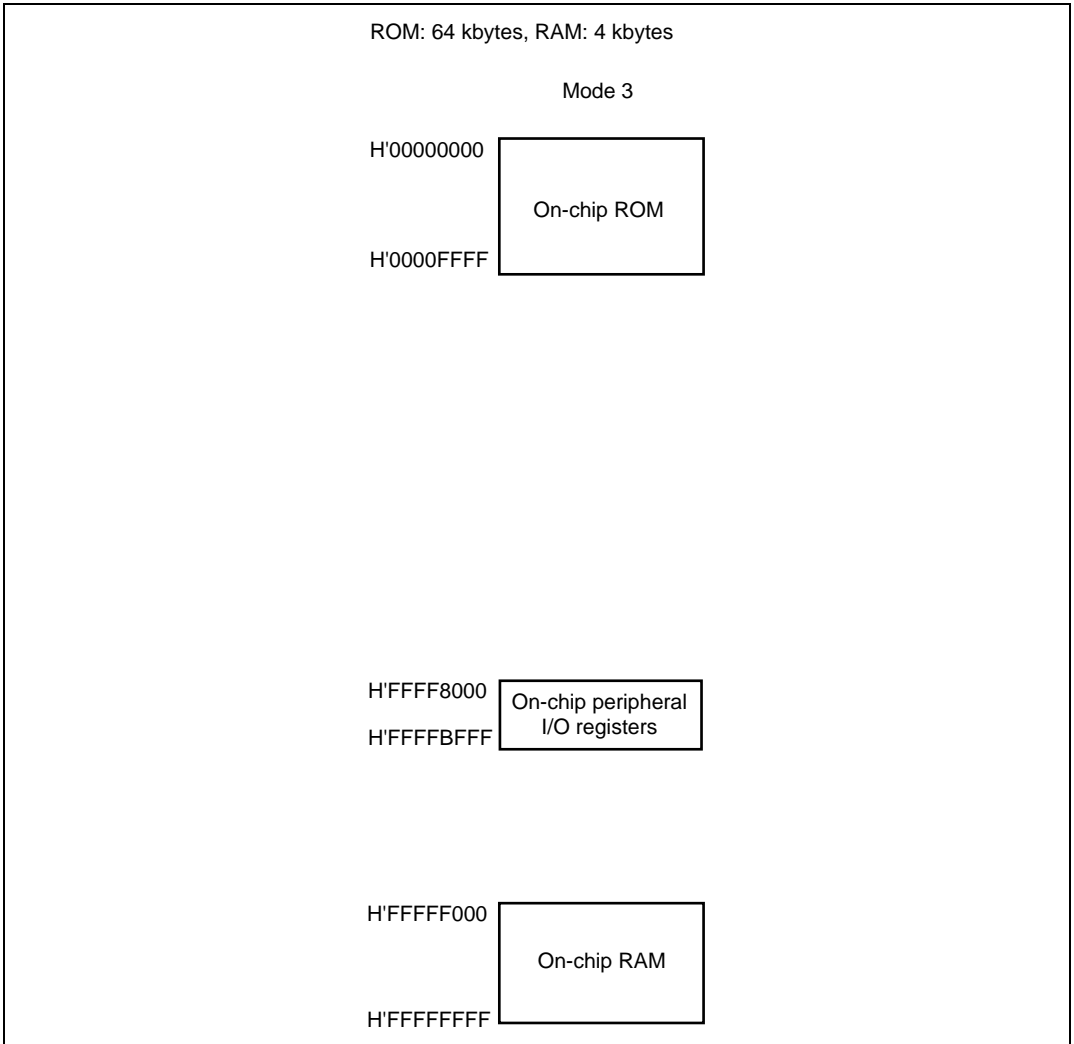 ROM: 64 kbytes, RAM: 4 kbytes
Mode 3
H'00000000
On-chip ROM
H'0000FFFF
H'FFFF8000
On-chip peripheral
I/O registers
H'FFFFBFFF
H'FFFFF000
On-chip RAM
H'FFFFFFFF